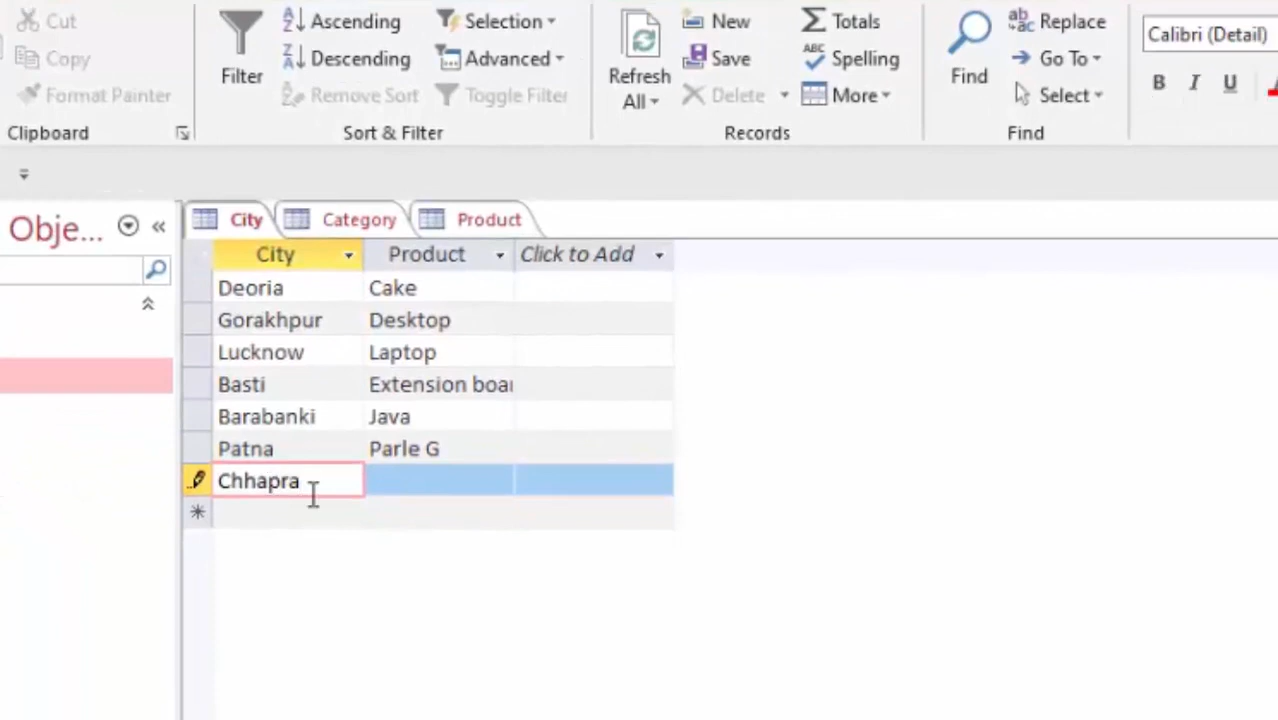 Cut
Copy
Format Painter
Clipboard
Filter
Ascending
Descending
Remove Sort
Selection
Advanced
Toggle Filter
Sort & Filter
Refresh
All
New
Save
Delete
Totals
Spelling
More
Records
Find
Replace
Go To
Select
Find
Calibri (Detail)
B I U
Obje...
City Category Product
City Product Click to Add
Deoria Cake
Gorakhpur Desktop
Lucknow Laptop
Basti Extension boar
Barabanki Java
Patna Parle G
Chhapra